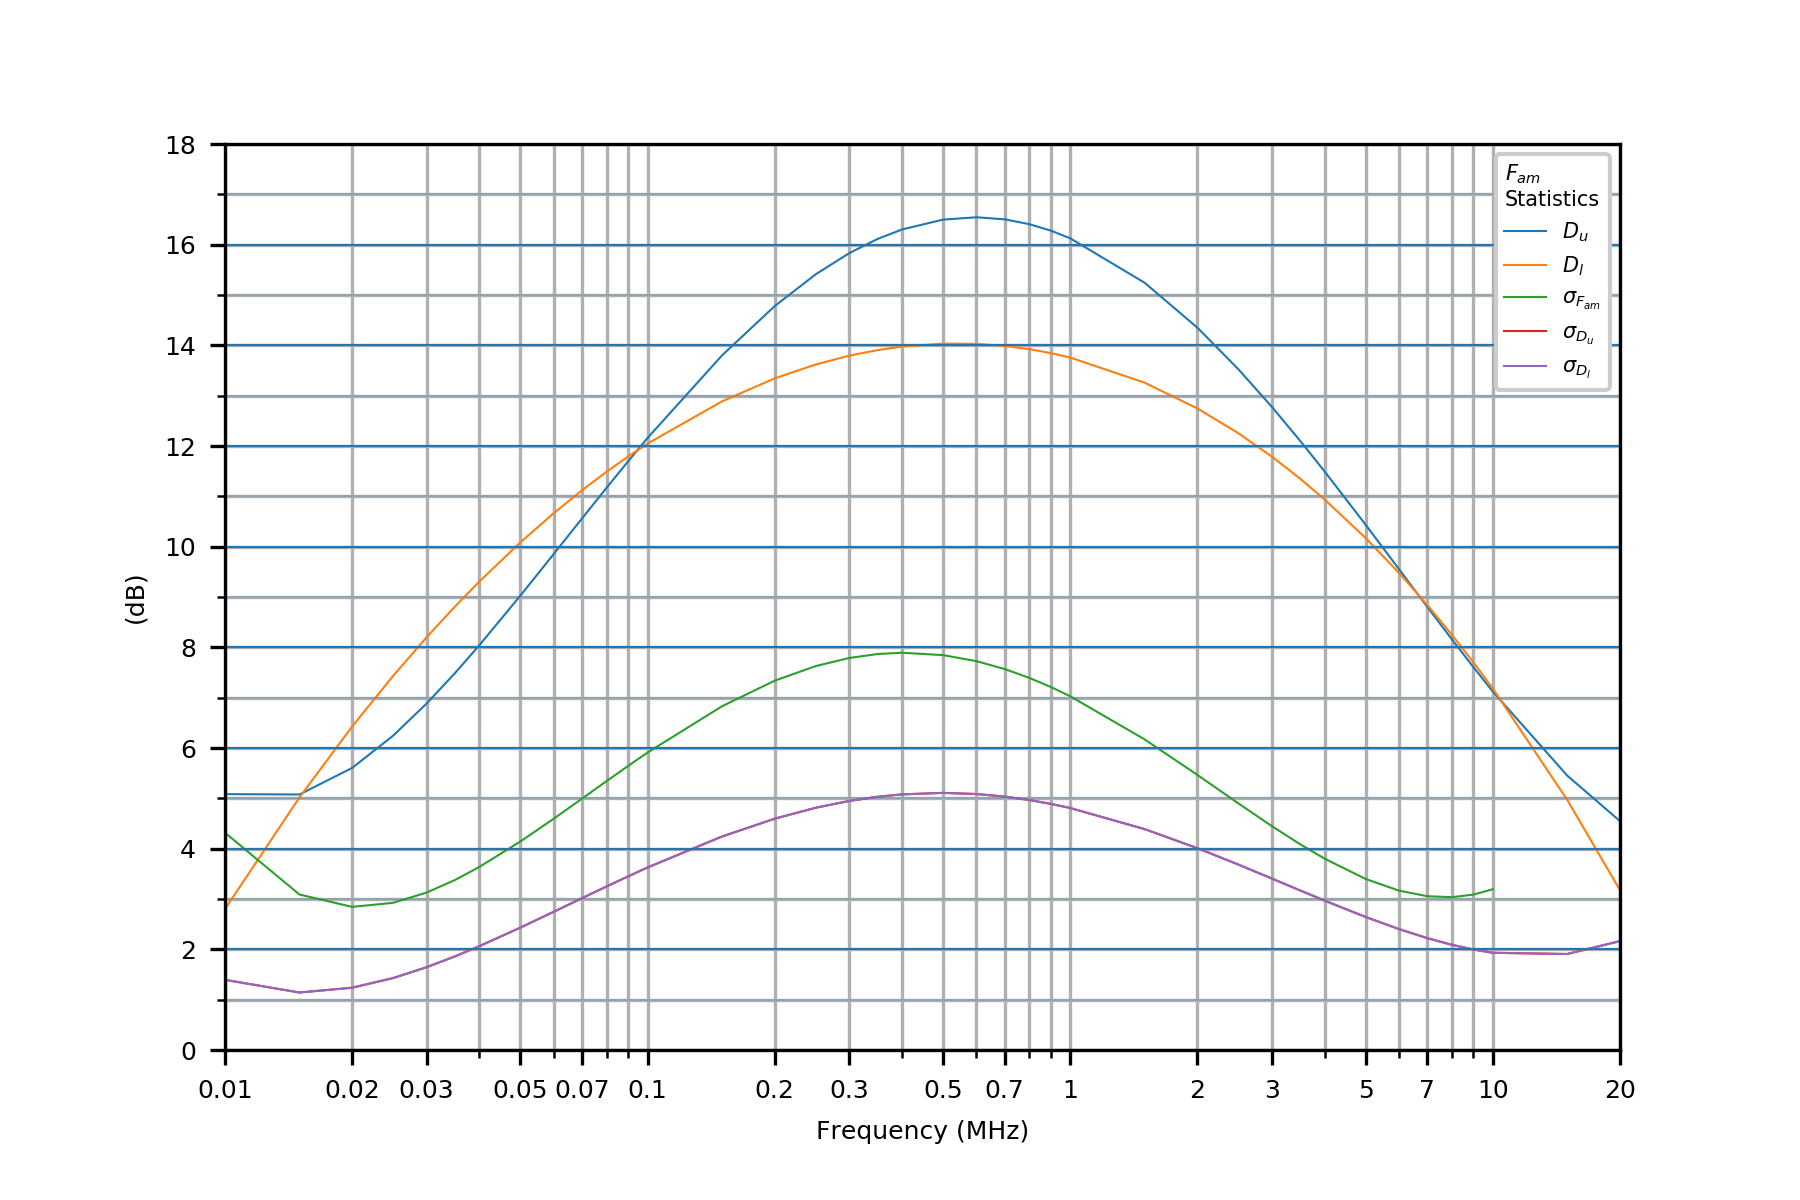 18
16
14
12
10
8
6
4
2
0
(dB)
0.01 0.02 0.03 0.05 0.07 0.1 0.2 0.3 0.5 0.7 1 2 3 5 7 10 20
Frequency (MHz)
F_am
Statistics
D_u
D_l
σ_F_am
σ_D_u
σ_D_l